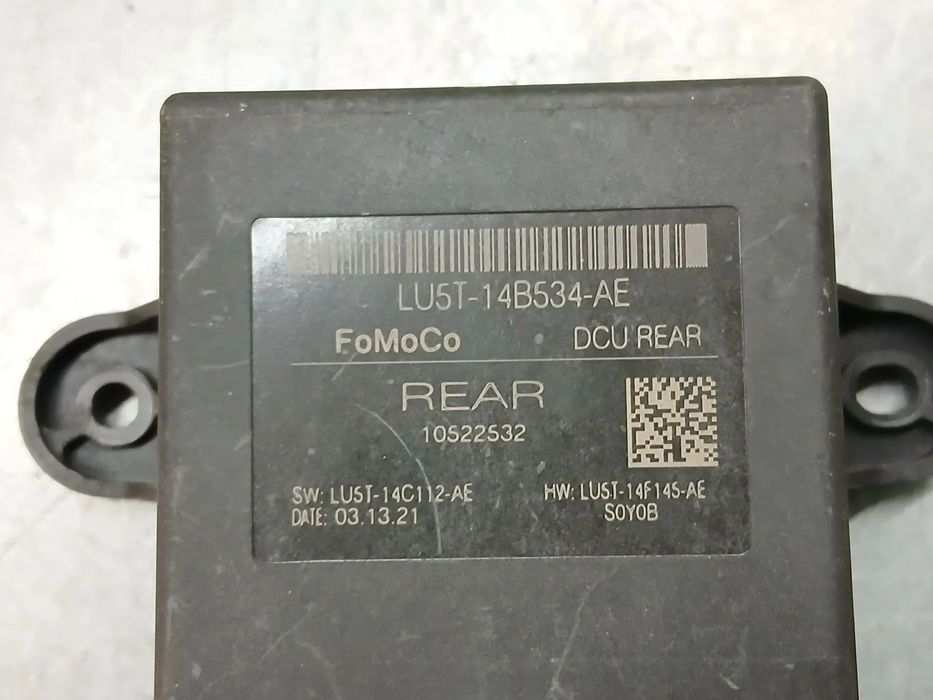 LU5T-14B534-AE
FoMoCo DCU REAR
REAR
10522532
SW: LU5T-14C112-AE HW: LU5T-14F145-AE
DATE: 03.13.21 S0Y0B